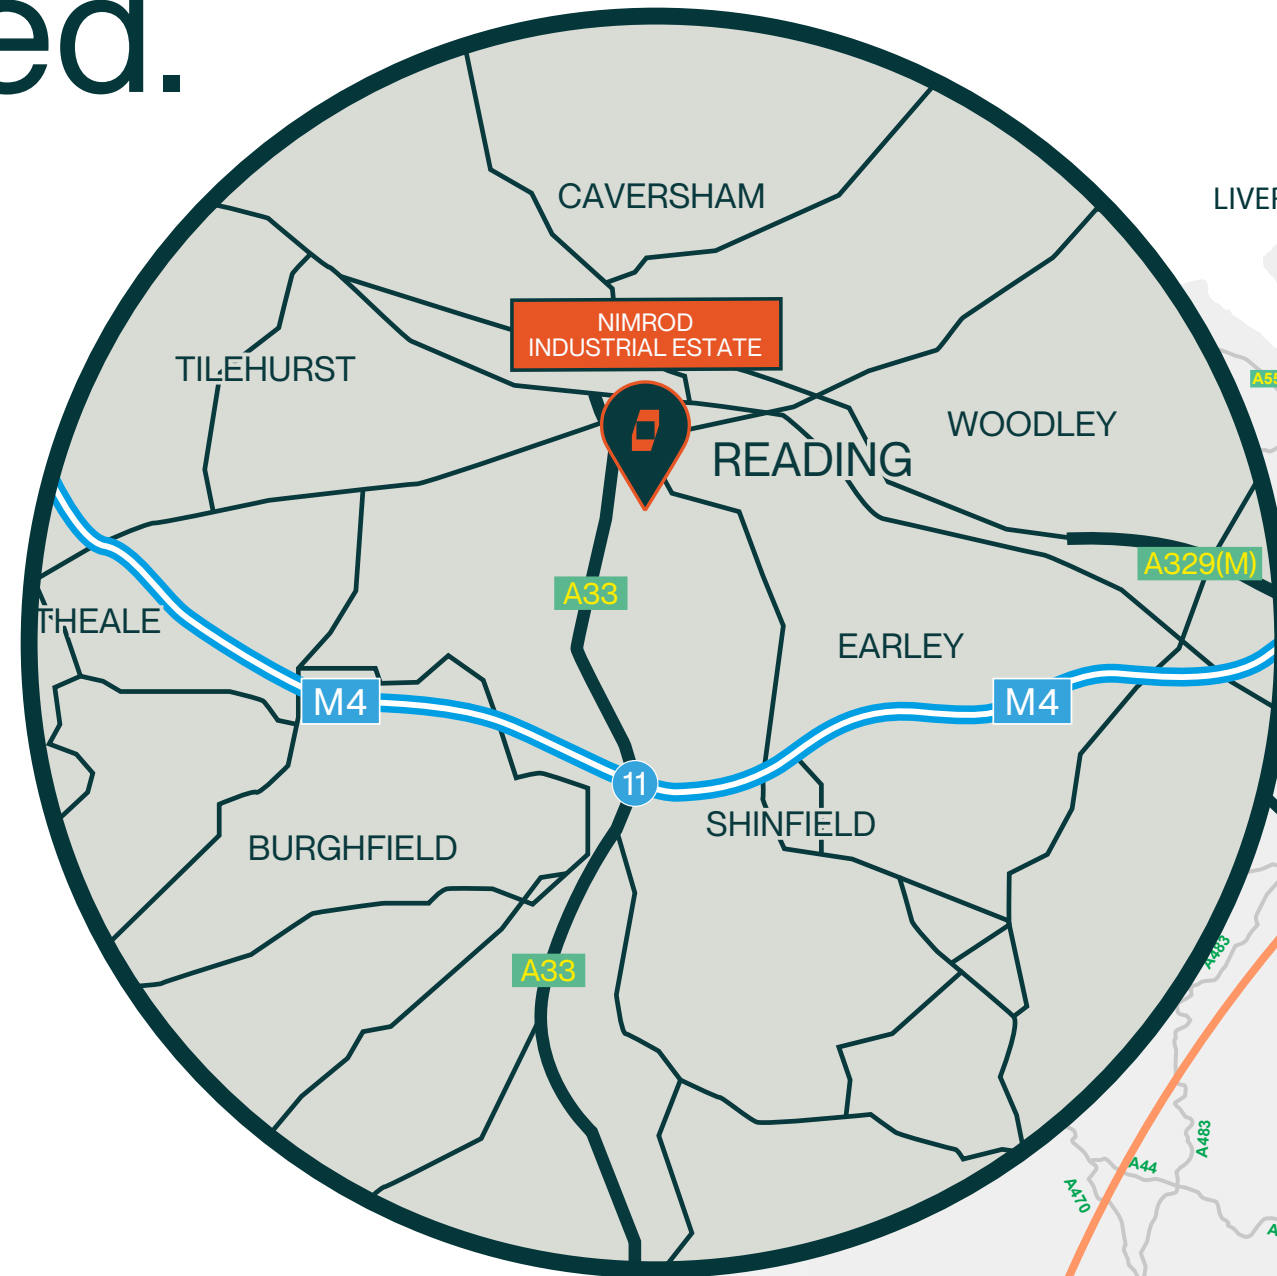 ed.
CAVERSHAM
NIMROD
INDUSTRIAL ESTATE
TILEHURST
WOODLEY
READING
A33
A329(M)
THEALE
EARLEY
M4
M4
11
SHINFIELD
BURGHFIELD
A33
A483
A483
A44
A470